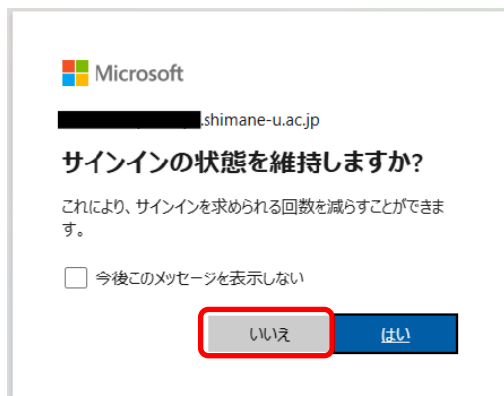 Microsoft
.shimane-u.ac.jp
サインインの状態を維持しますか?
これにより、サインインを求められる回数を減らすことができま
す。
今後このメッセージを表示しない
いいえ はい